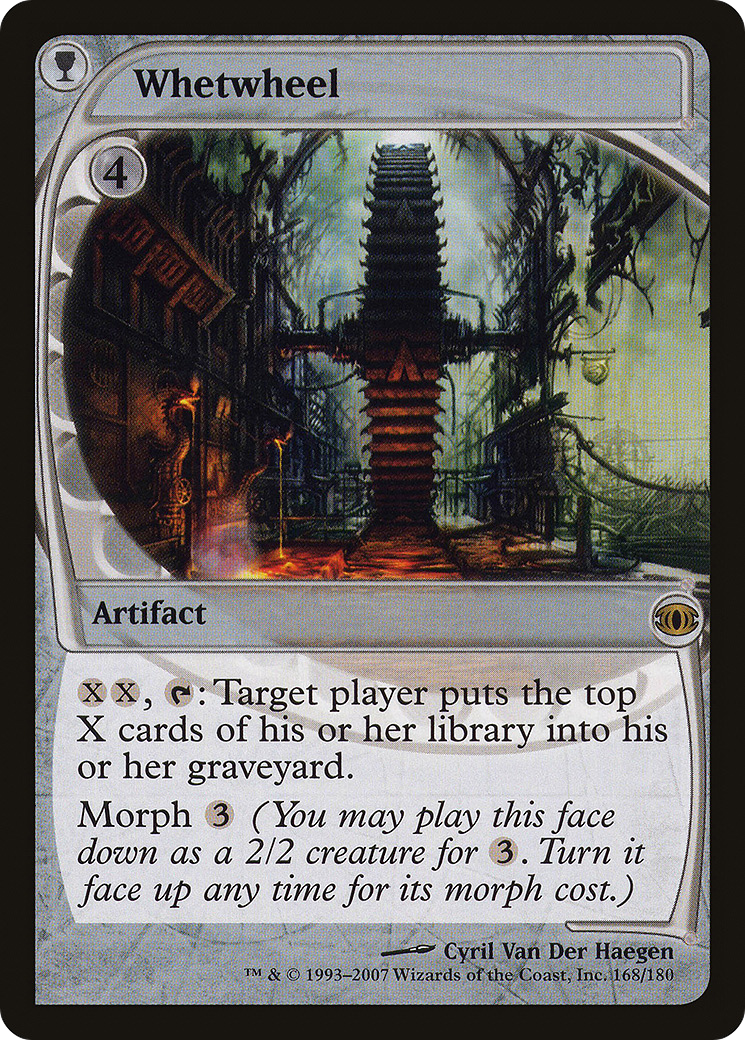 Whetwheel
4
Artifact
XX, : Target player puts the top
X cards of his or her library into his
or her graveyard.
Morph 3 (You may play this face
down as a 2/2 creature for 3. Turn it
face up any time for its morph cost.)
Cyril Van Der Haegen
™ & © 1993–2007 Wizards of the Coast, Inc. 168/180